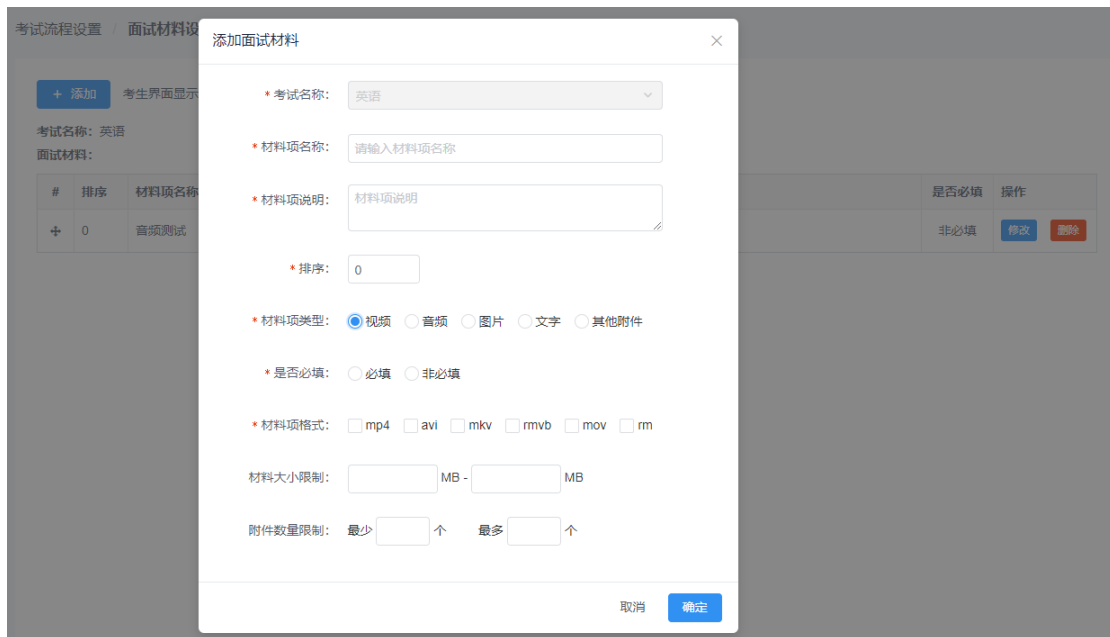 考试流程设置 / 面试材料设
添加面试材料
+ 添加 考生界面显示
考试名称：英语
面试材料：
# 排序 材料项名称 是否必填 操作
0 音频测试 非必填 修改 删除
* 考试名称： 英语
* 材料项名称： 请输入材料项名称
* 材料项说明： 材料项说明
* 排序： 0
* 材料项类型： 视频 音频 图片 文字 其他附件
* 是否必填： 必填 非必填
* 材料项格式： mp4 avi mkv rmvb mov rm
材料大小限制： MB - MB
附件数量限制： 最少 个 最多 个
取消 确定